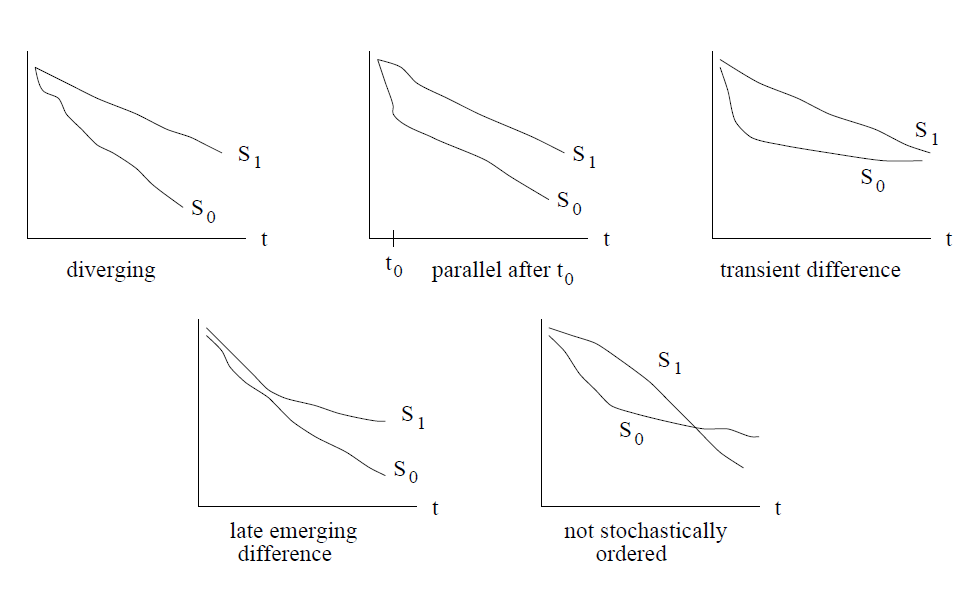 S1
S0
t
diverging
S1
S0
t
t0
parallel after t0
S1
S0
t
transient difference
S1
S0
t
late emerging
difference
S1
S0
t
not stochastically
ordered